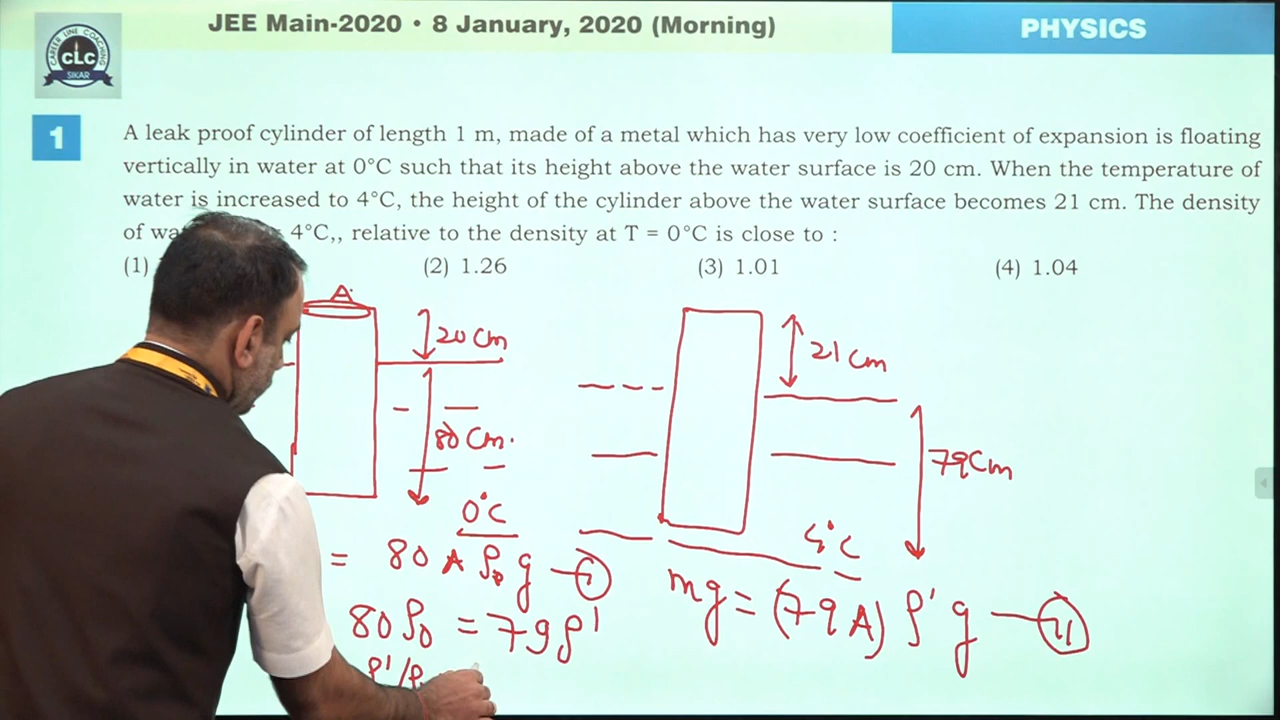 JEE Main-2020 • 8 January, 2020 (Morning)
PHYSICS
CAREER LINE COACHING
CLC
SIKAR
1
A leak proof cylinder of length 1 m, made of a metal which has very low coefficient of expansion is floating
vertically in water at 0°C such that its height above the water surface is 20 cm. When the temperature of
water is increased to 4°C, the height of the cylinder above the water surface becomes 21 cm. The density
of 4°C,, relative to the density at T = 0°C is close to :
(1) (2) 1.26 (3) 1.01 (4) 1.04
A
20 cm
80 cm.
0°C
21 cm
79 cm
4°C
= 80 A ρ₀ g — (i)
mg = (79 A) ρ' g — (ii)
80 ρ₀ = 79 ρ'
ρ'/ρ